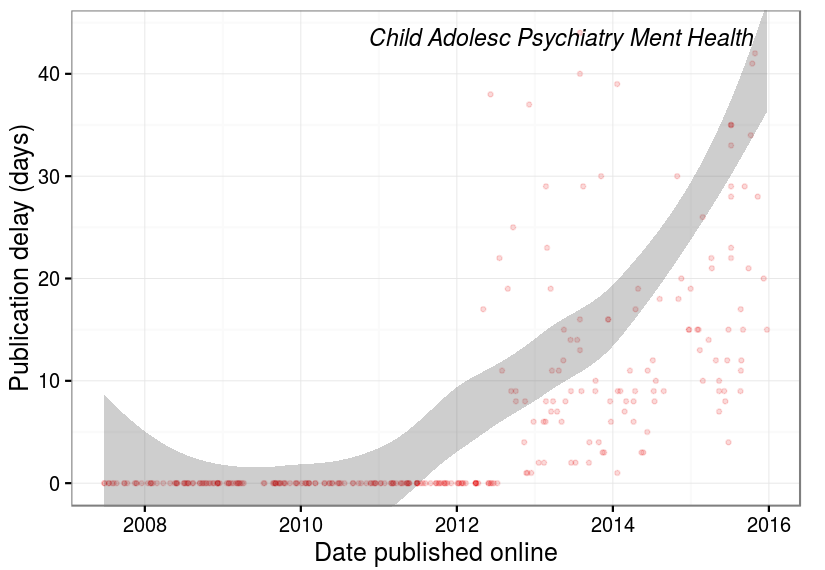 Child Adolesc Psychiatry Ment Health
Publication delay (days)
40
30
20
10
0
2008 2010 2012 2014 2016
Date published online